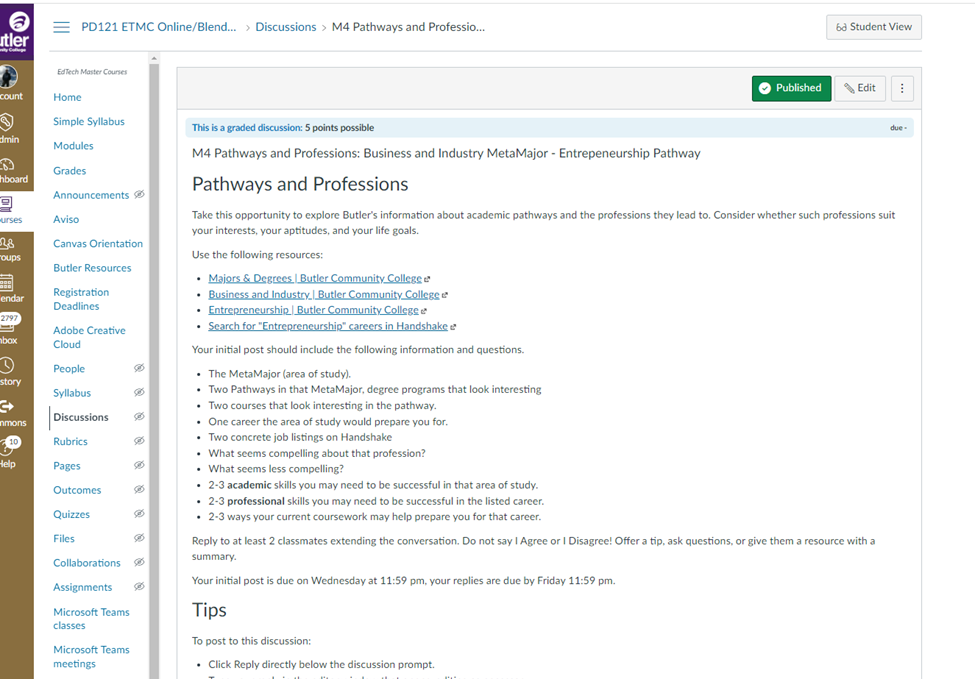 PD121 ETMC Online/Blend... > Discussions > M4 Pathways and Professio...
Student View
EdTech Master Courses
Home
Simple Syllabus
Modules
Grades
Announcements
Aviso
Canvas Orientation
Butler Resources
Registration
Deadlines
Adobe Creative
Cloud
People
Syllabus
Discussions
Rubrics
Pages
Outcomes
Quizzes
Files
Collaborations
Assignments
Microsoft Teams
classes
Microsoft Teams
meetings
2797
10
Help
Published
Edit
This is a graded discussion: 5 points possible
due -
M4 Pathways and Professions: Business and Industry MetaMajor - Entrepeneurship Pathway
Pathways and Professions
Take this opportunity to explore Butler's information about academic pathways and the professions they lead to. Consider whether such professions suit
your interests, your aptitudes, and your life goals.
Use the following resources:
Majors & Degrees | Butler Community College
Business and Industry | Butler Community College
Entrepreneurship | Butler Community College
Search for "Entrepreneurship" careers in Handshake
Your initial post should include the following information and questions.
The MetaMajor (area of study).
Two Pathways in that MetaMajor, degree programs that look interesting
Two courses that look interesting in the pathway.
One career the area of study would prepare you for.
Two concrete job listings on Handshake
What seems compelling about that profession?
What seems less compelling?
2-3 academic skills you may need to be successful in that area of study.
2-3 professional skills you may need to be successful in the listed career.
2-3 ways your current coursework may help prepare you for that career.
Reply to at least 2 classmates extending the conversation. Do not say I Agree or I Disagree! Offer a tip, ask questions, or give them a resource with a
summary.
Your initial post is due on Wednesday at 11:59 pm, your replies are due by Friday 11:59 pm.
Tips
To post to this discussion:
Click Reply directly below the discussion prompt.